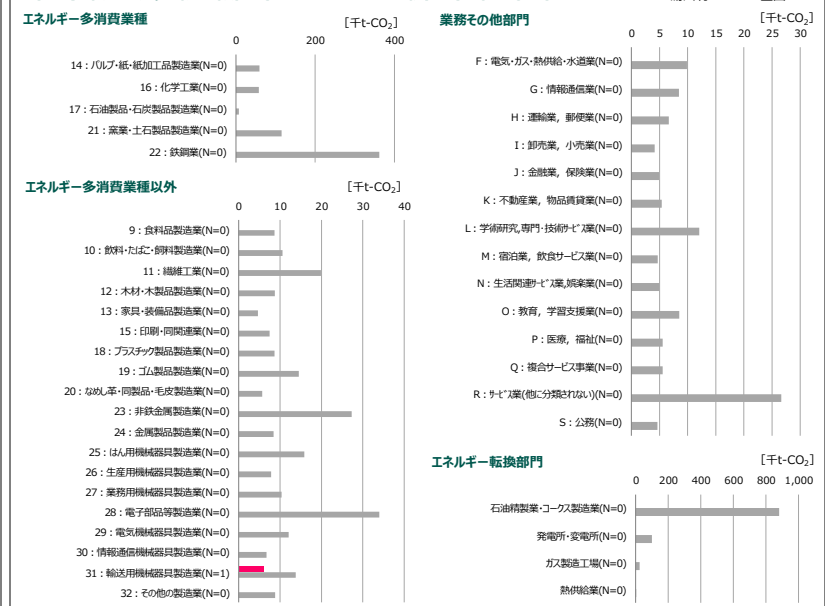 エネルギー多消費業種
[千t-CO₂]
0 200 400
14：パルプ・紙・紙加工品製造業(N=0)
16：化学工業(N=0)
17：石油製品・石炭製品製造業(N=0)
21：窯業・土石製品製造業(N=0)
22：鉄鋼業(N=0)
エネルギー多消費業種以外
[千t-CO₂]
0 10 20 30 40
9：食料品製造業(N=0)
10：飲料・たばこ・飼料製造業(N=0)
11：繊維工業(N=0)
12：木材・木製品製造業(N=0)
13：家具・装備品製造業(N=0)
15：印刷・同関連業(N=0)
18：プラスチック製品製造業(N=0)
19：ゴム製品製造業(N=0)
20：なめし革・同製品・毛皮製造業(N=0)
23：非鉄金属製造業(N=0)
24：金属製品製造業(N=0)
25：はん用機械器具製造業(N=0)
26：生産用機械器具製造業(N=0)
27：業務用機械器具製造業(N=0)
28：電子部品等製造業(N=0)
29：電気機械器具製造業(N=0)
30：情報通信機械器具製造業(N=0)
31：輸送用機械器具製造業(N=1)
32：その他の製造業(N=0)
業務その他部門
[千t-CO₂]
0 5 10 15 20 25 30
F：電気・ガス・熱供給・水道業(N=0)
G：情報通信業(N=0)
H：運輸業，郵便業(N=0)
I：卸売業，小売業(N=0)
J：金融業，保険業(N=0)
K：不動産業，物品賃貸業(N=0)
L：学術研究,専門・技術ｻｰﾋﾞｽ業(N=0)
M：宿泊業，飲食サービス業(N=0)
N：生活関連ｻｰﾋﾞｽ業,娯楽業(N=0)
O：教育，学習支援業(N=0)
P：医療，福祉(N=0)
Q：複合サービス事業(N=0)
R：ｻｰﾋﾞｽ業(他に分類されない)(N=0)
S：公務(N=0)
エネルギー転換部門
[千t-CO₂]
0 200 400 600 800 1,000
石油精製業・コークス製造業(N=0)
発電所・変電所(N=0)
ガス製造工場(N=0)
熱供給業(N=0)